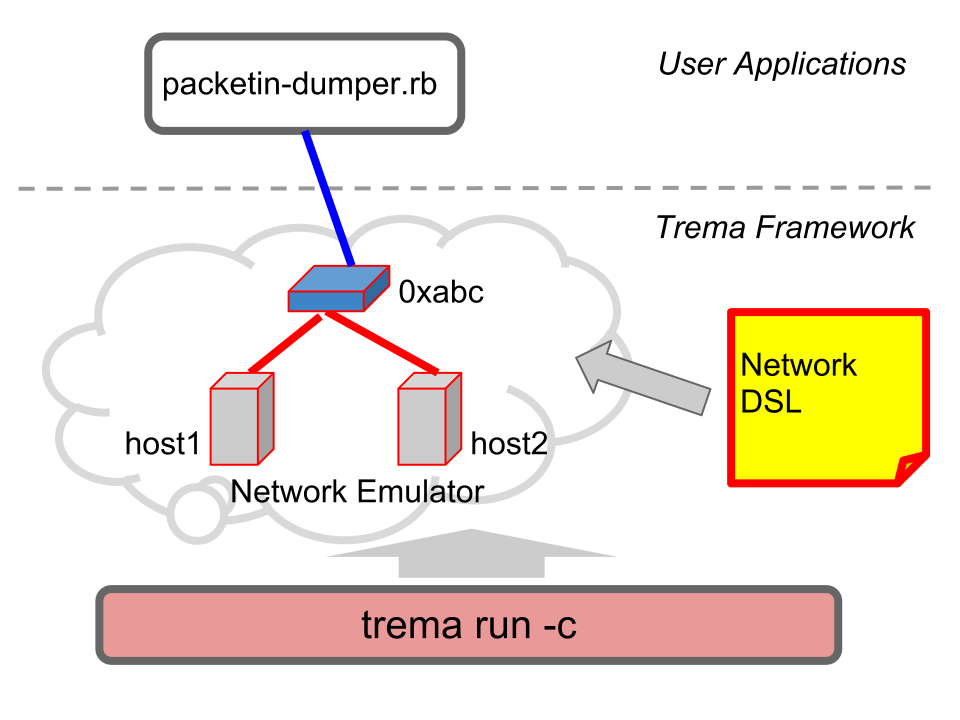 packetin-dumper.rb
User Applications
Trema Framework
0xabc
Network
DSL
host1
host2
Network Emulator
trema run -c